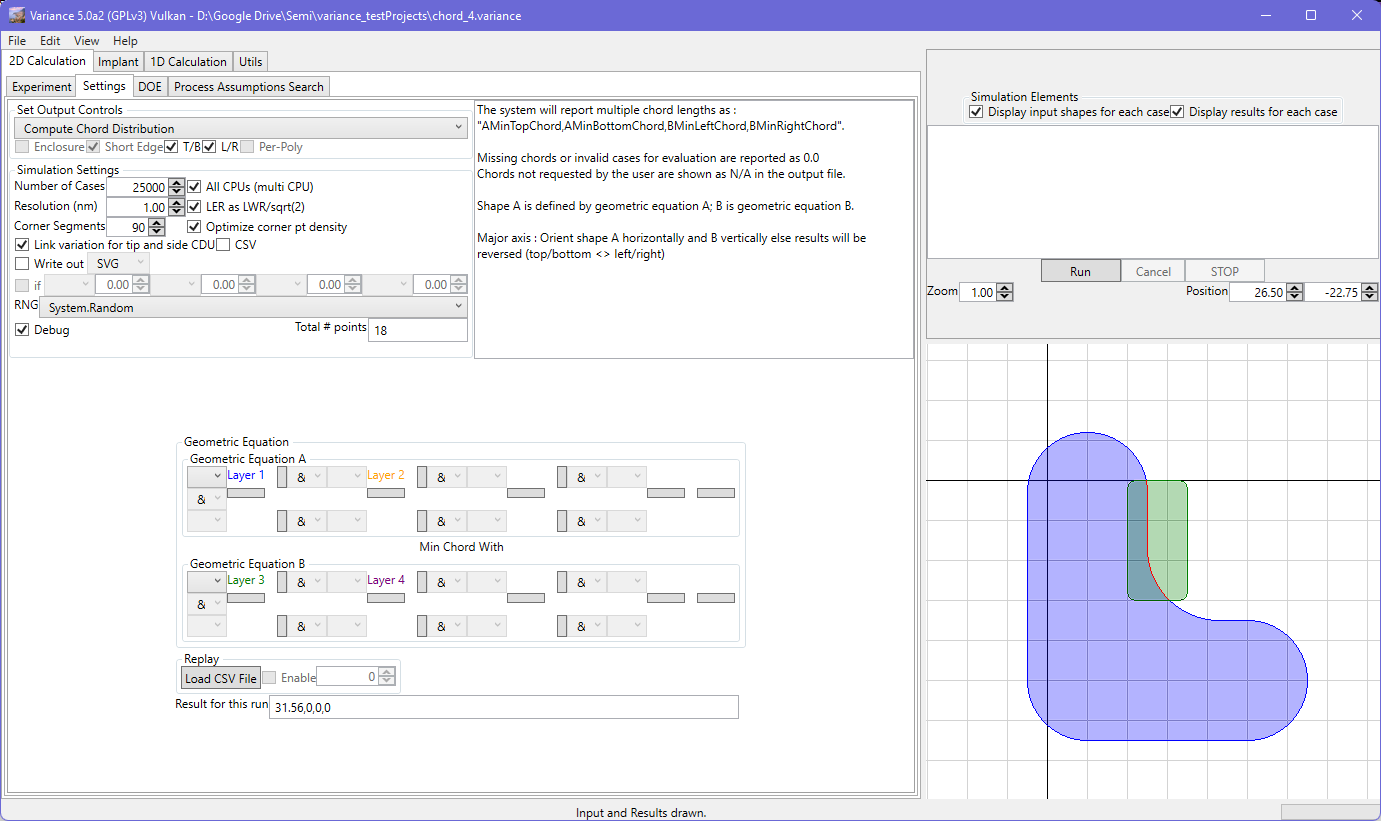 Variance 5.0a2 (GPLv3) Vulkan - D:\Google Drive\Semi\variance_testProjects\chord_4.variance
File Edit View Help
2D Calculation Implant 1D Calculation Utils
Experiment Settings DOE Process Assumptions Search
Set Output Controls
Compute Chord Distribution
Enclosure Short Edge T/B L/R Per-Poly
Simulation Settings
Number of Cases 25000 All CPUs (multi CPU)
Resolution (nm) 1.00 LER as LWR/sqrt(2)
Corner Segments 90 Optimize corner pt density
Link variation for tip and side CDU CSV
Write out SVG
if 0.00 0.00 0.00 0.00
RNG System.Random
Debug Total # points 18
The system will report multiple chord lengths as :
"AMinTopChord,AMinBottomChord,BMinLeftChord,BMinRightChord".
Missing chords or invalid cases for evaluation are reported as 0.0
Chords not requested by the user are shown as N/A in the output file.
Shape A is defined by geometric equation A; B is geometric equation B.
Major axis : Orient shape A horizontally and B vertically else results will be
reversed (top/bottom <> left/right)
Geometric Equation
Geometric Equation A
Layer 1 & Layer 2 & &
&
& & &
Min Chord With
Geometric Equation B
Layer 3 & Layer 4 & &
&
& & &
Replay
Load CSV File Enable 0
Result for this run 31.56,0,0,0
Simulation Elements
Display input shapes for each case Display results for each case
Run Cancel STOP
Zoom 1.00 Position 26.50 -22.75
Input and Results drawn.